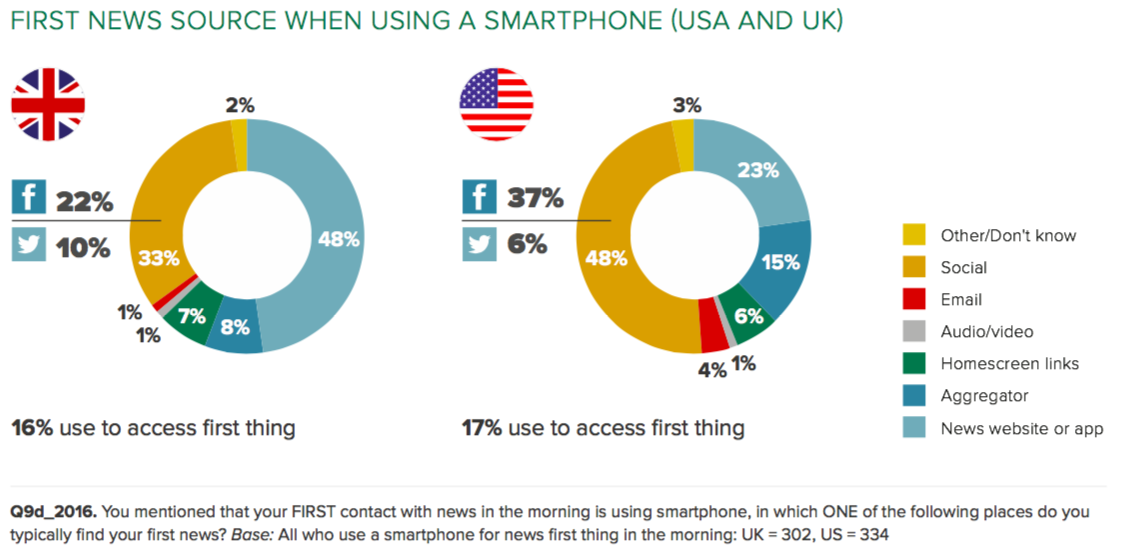 FIRST NEWS SOURCE WHEN USING A SMARTPHONE (USA AND UK)
2%
f 22%
10%
48%
33%
1%
1%
7%
8%
16% use to access first thing
3%
f 37%
6%
23%
48%
15%
6%
4%
1%
17% use to access first thing
Other/Don't know
Social
Email
Audio/video
Homescreen links
Aggregator
News website or app
Q9d_2016. You mentioned that your FIRST contact with news in the morning is using smartphone, in which ONE of the following places do you
typically find your first news? Base: All who use a smartphone for news first thing in the morning: UK = 302, US = 334